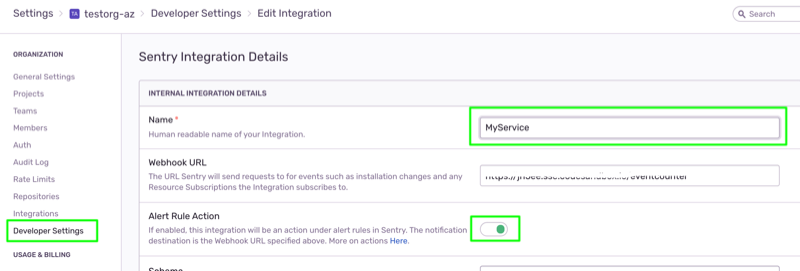 Settings > TA testorg-az > Developer Settings > Edit Integration
Search
ORGANIZATION
General Settings
Projects
Teams
Members
Auth
Audit Log
Rate Limits
Repositories
Integrations
Developer Settings
USAGE & BILLING
Sentry Integration Details
INTERNAL INTEGRATION DETAILS
Name *
Human readable name of your Integration.
MyService
Webhook URL
The URL Sentry will send requests to for events such as installation changes and any
Resource Subscriptions the Integration subscribes to.
Alert Rule Action
If enabled, this integration will be an action under alert rules in Sentry. The notification
destination is the Webhook URL specified above. More on actions Here.
Schema